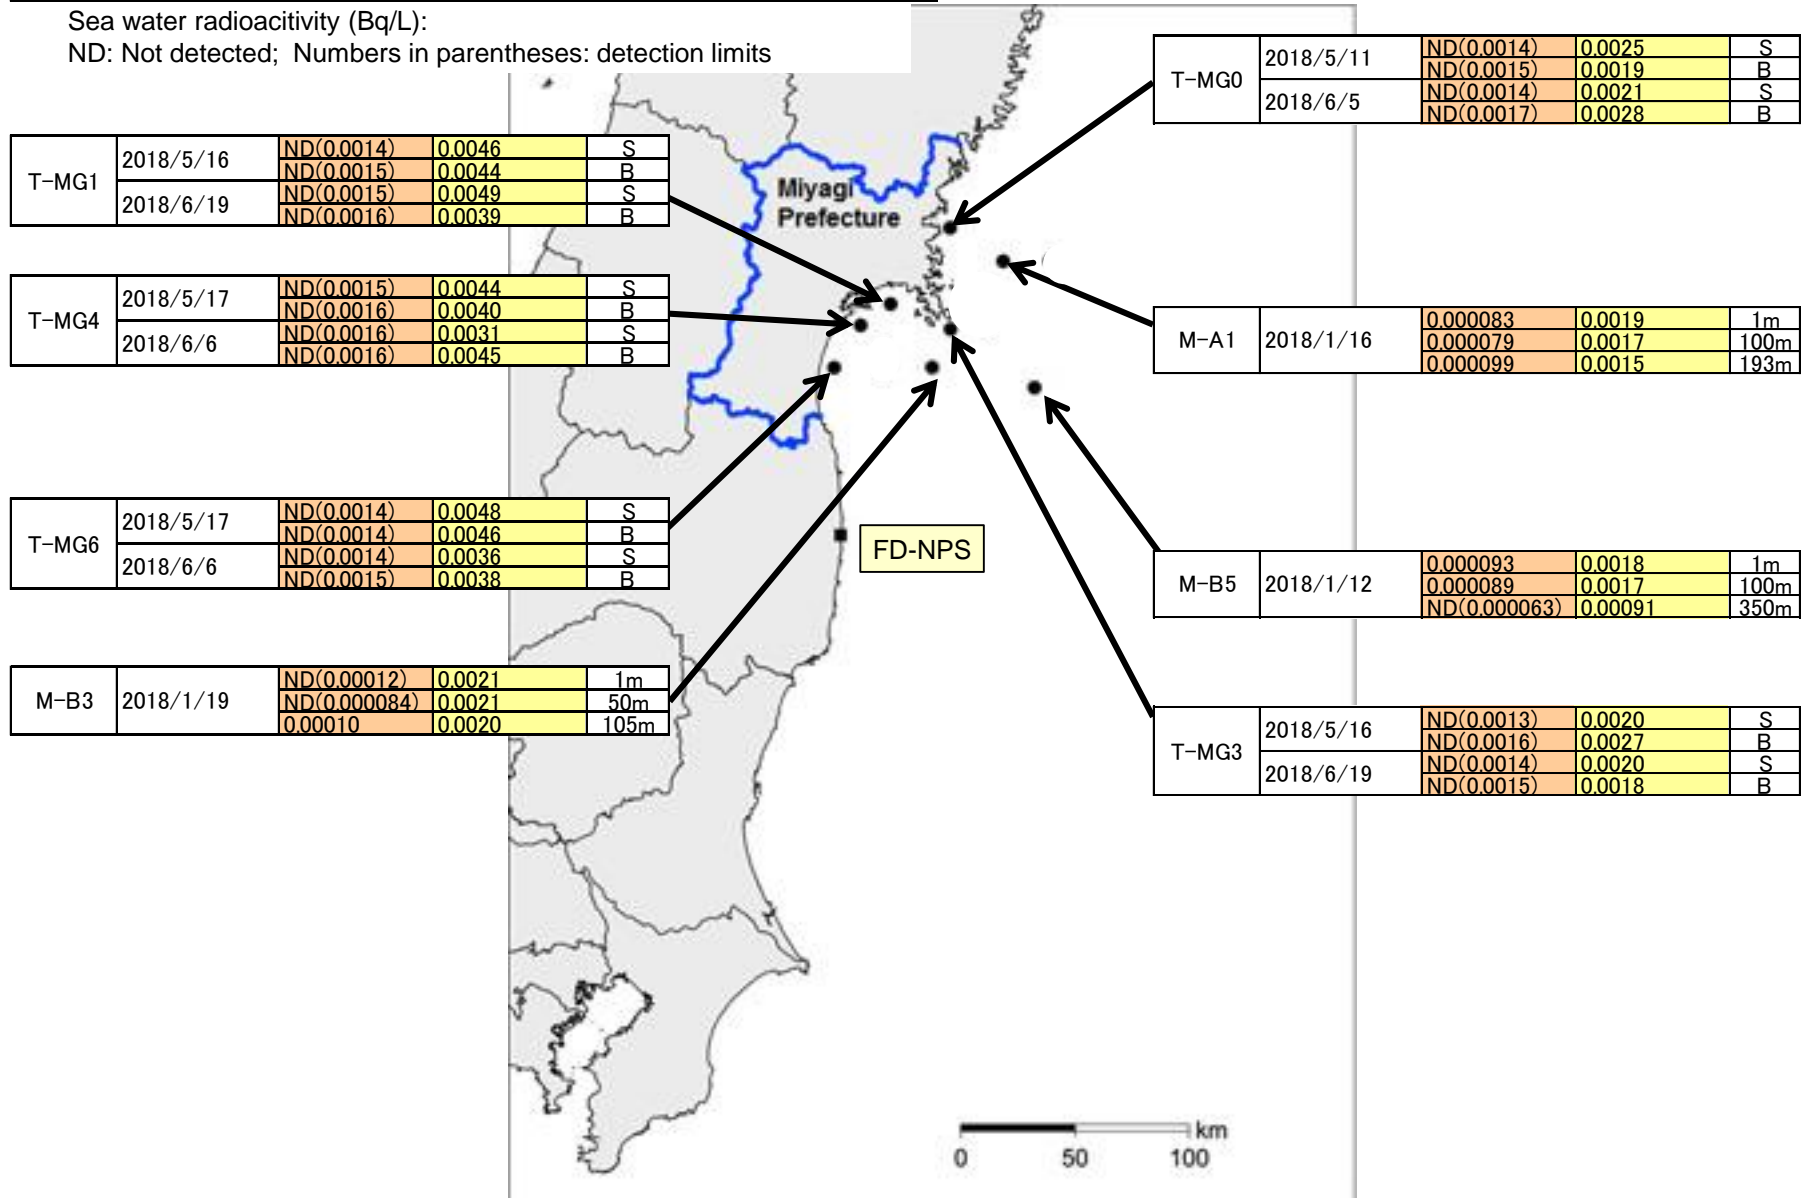 Sea water radioacitivity (Bq/L):
ND: Not detected; Numbers in parentheses: detection limits
T-MG0
2018/5/11
ND(0.0014) 0.0025 S
ND(0.0015) 0.0019 B
2018/6/5
ND(0.0014) 0.0021 S
ND(0.0017) 0.0028 B
T-MG1
2018/5/16
ND(0.0014) 0.0046 S
ND(0.0015) 0.0044 B
2018/6/19
ND(0.0015) 0.0049 S
ND(0.0016) 0.0039 B
Miyagi
Prefecture
T-MG4
2018/5/17
ND(0.0015) 0.0044 S
ND(0.0016) 0.0040 B
2018/6/6
ND(0.0016) 0.0031 S
ND(0.0016) 0.0045 B
M-A1
2018/1/16
0.000083 0.0019 1m
0.000079 0.0017 100m
0.000099 0.0015 193m
T-MG6
2018/5/17
ND(0.0014) 0.0048 S
ND(0.0014) 0.0046 B
2018/6/6
ND(0.0014) 0.0036 S
ND(0.0015) 0.0038 B
FD-NPS
M-B5
2018/1/12
0.000093 0.0018 1m
0.000089 0.0017 100m
ND(0.000063) 0.00091 350m
M-B3
2018/1/19
ND(0.00012) 0.0021 1m
ND(0.000084) 0.0021 50m
0.00010 0.0020 105m
T-MG3
2018/5/16
ND(0.0013) 0.0020 S
ND(0.0016) 0.0027 B
2018/6/19
ND(0.0014) 0.0020 S
ND(0.0015) 0.0018 B
km
0 50 100